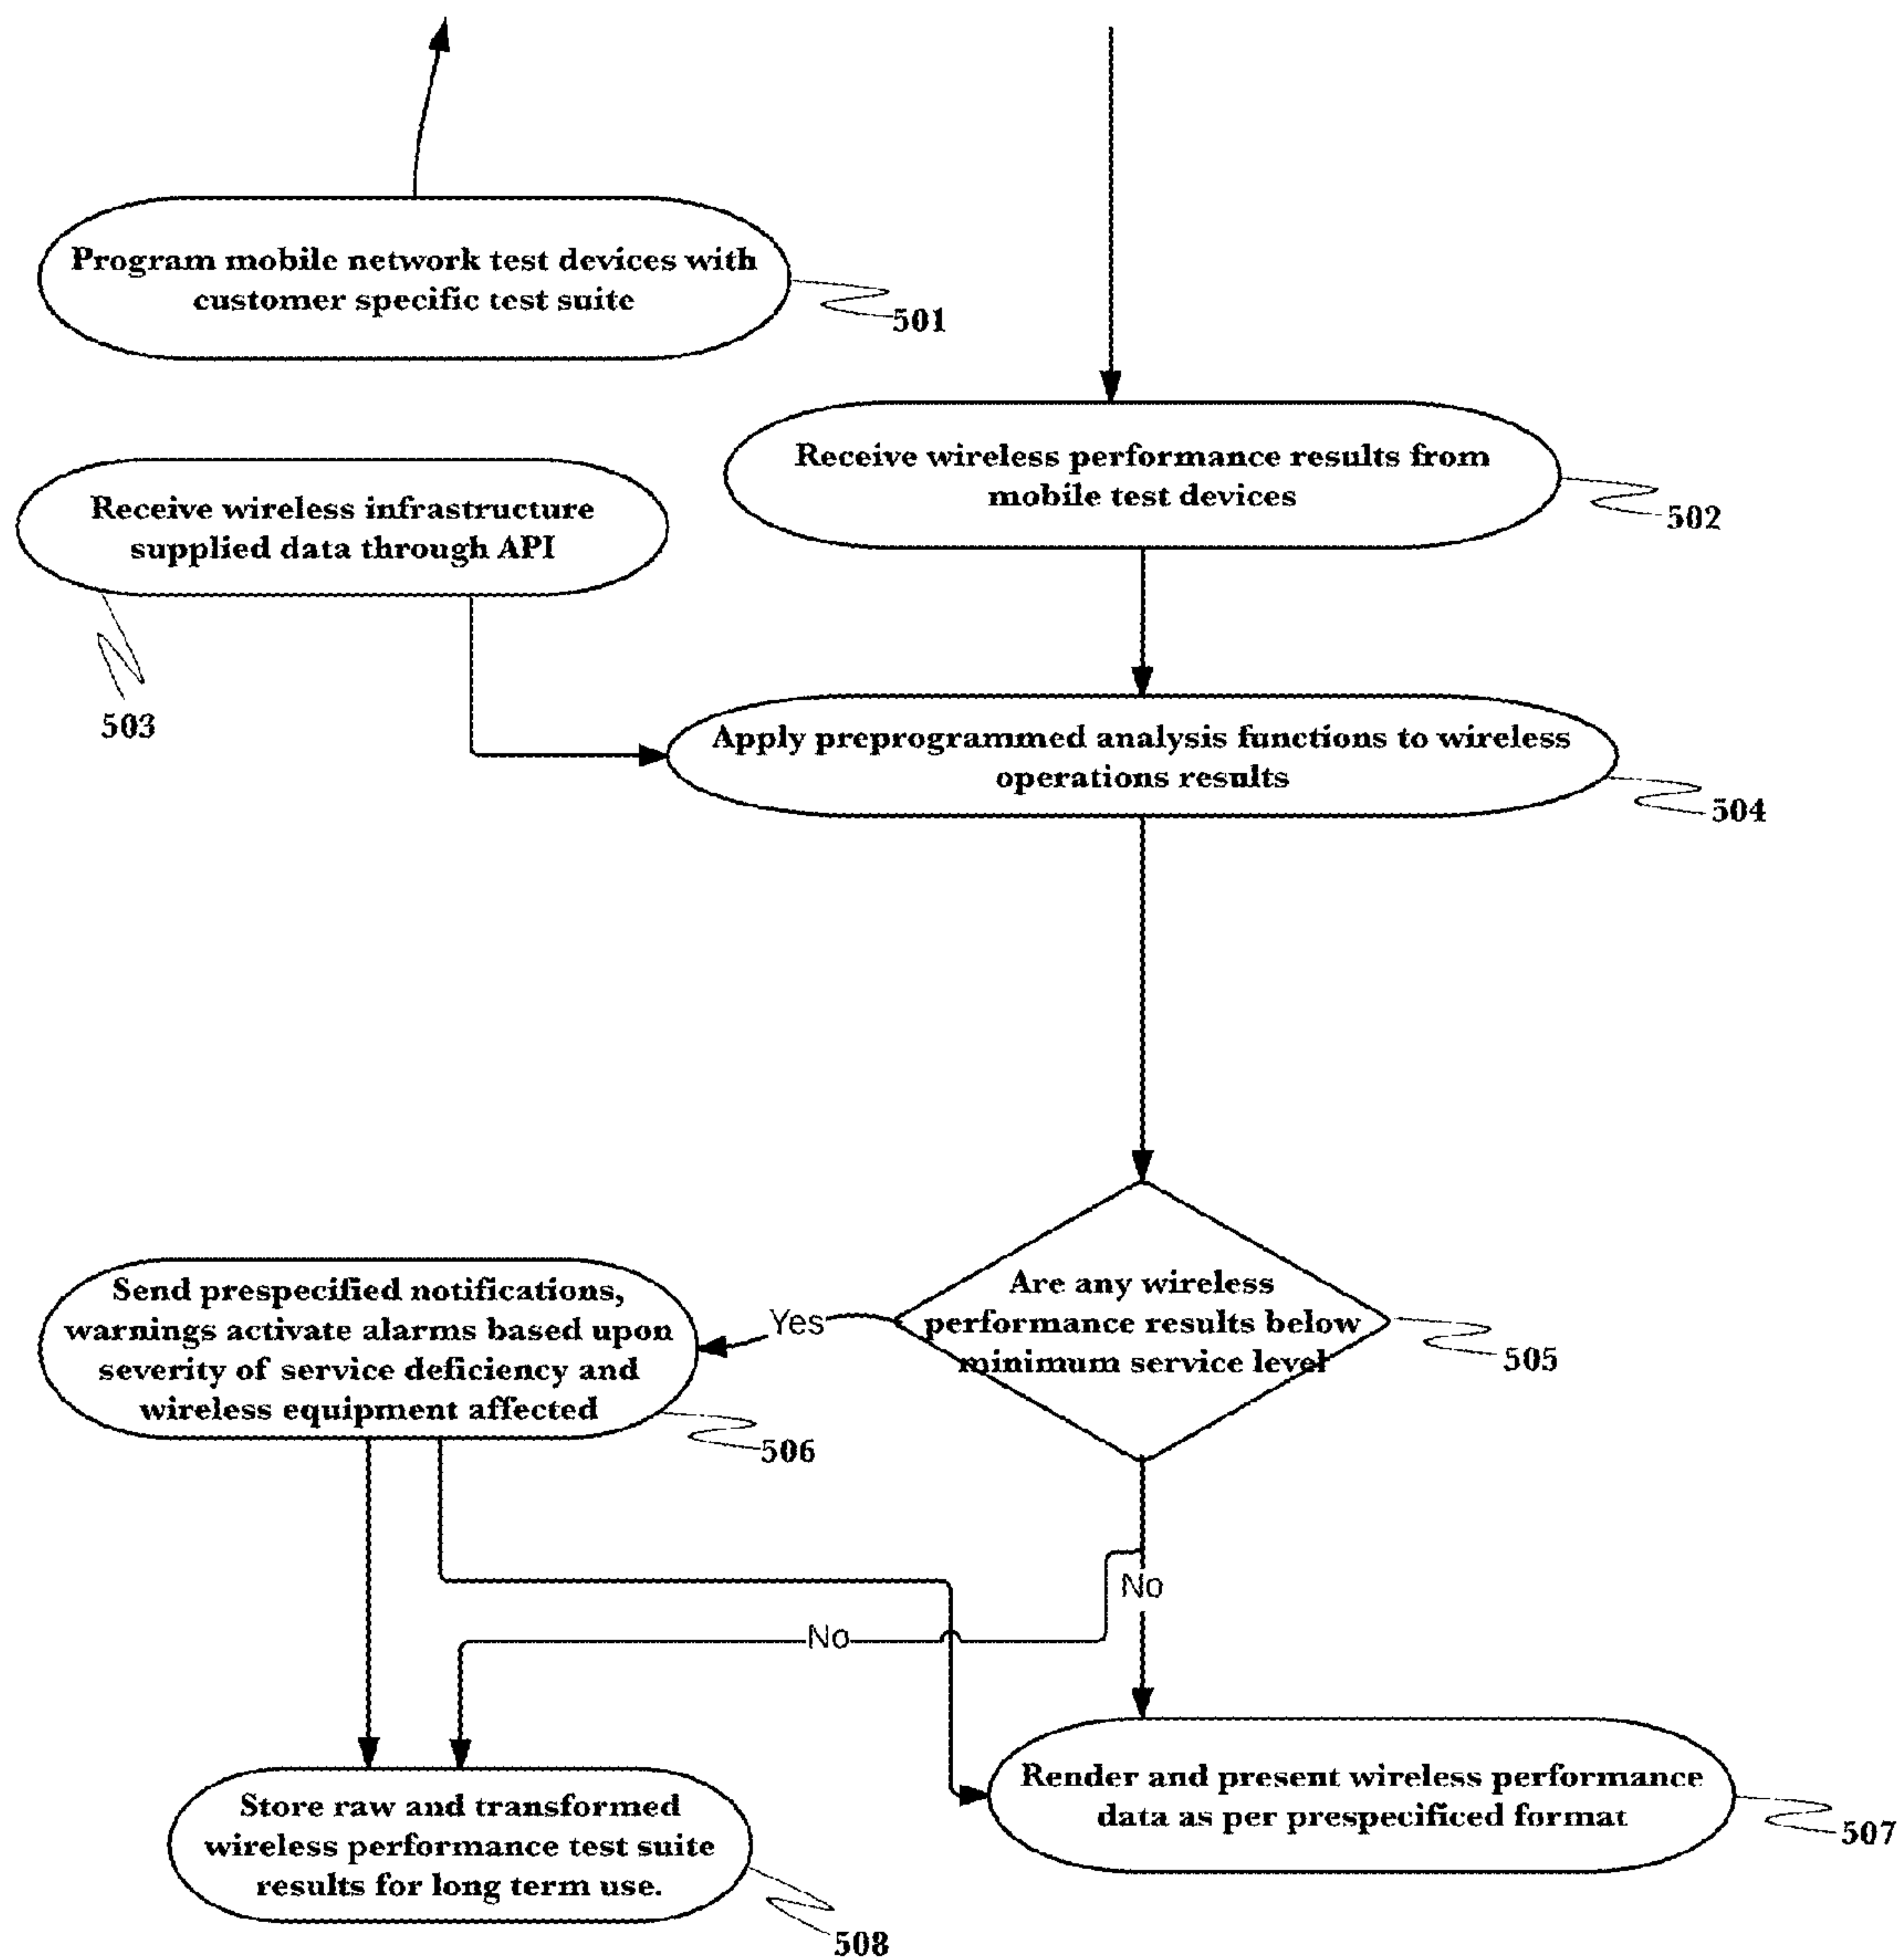 Program mobile network test devices with
customer specific test suite
501
Receive wireless performance results from
mobile test devices
502
Receive wireless infrastructure
supplied data through API
503
Apply preprogrammed analysis functions to wireless
operations results
504
Are any wireless
performance results below
minimum service level
505
Yes
Send prespecified notifications,
warnings activate alarms based upon
severity of service deficiency and
wireless equipment affected
506
No
No
Render and present wireless performance
data as per prespecificed format
507
Store raw and transformed
wireless performance test suite
results for long term use.
508